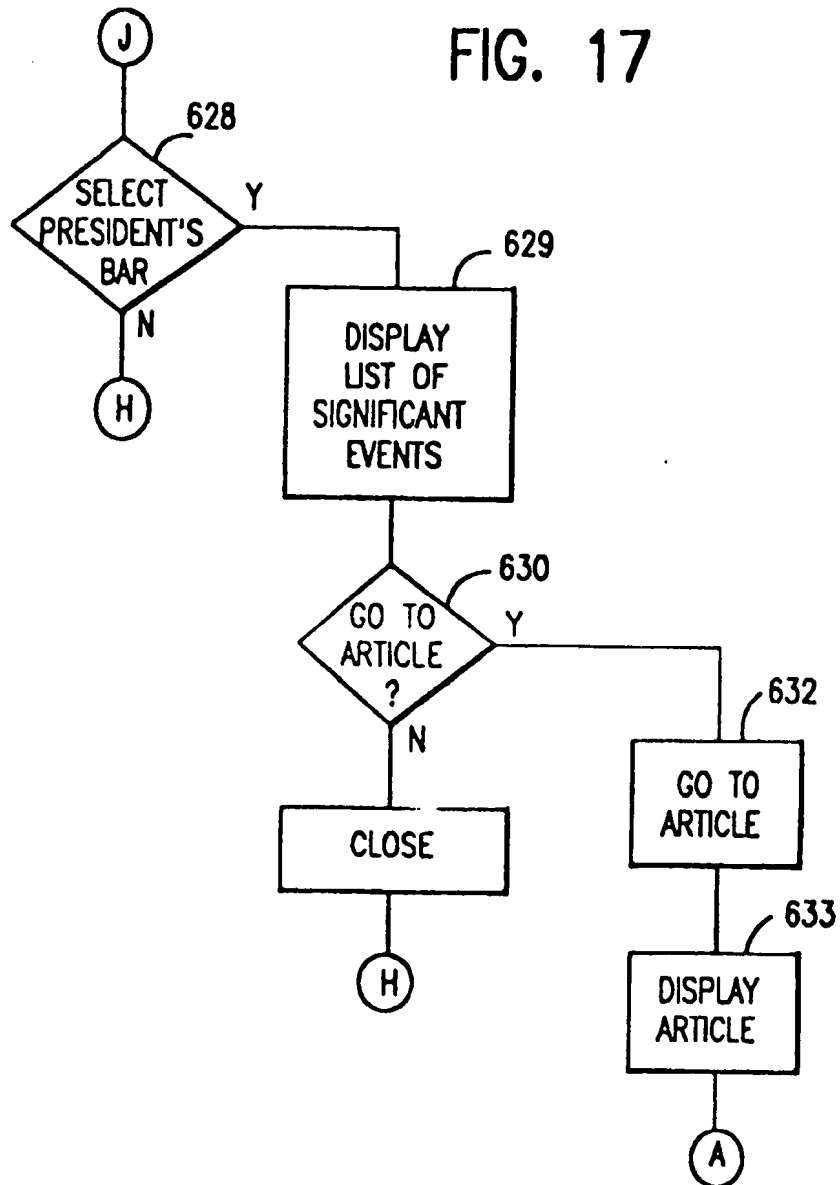 J
FIG. 17
628
SELECT
PRESIDENT'S
BAR
Y
N
H
629
DISPLAY
LIST OF
SIGNIFICANT
EVENTS
630
GO TO
ARTICLE
?
Y
N
CLOSE
H
632
GO TO
ARTICLE
633
DISPLAY
ARTICLE
A